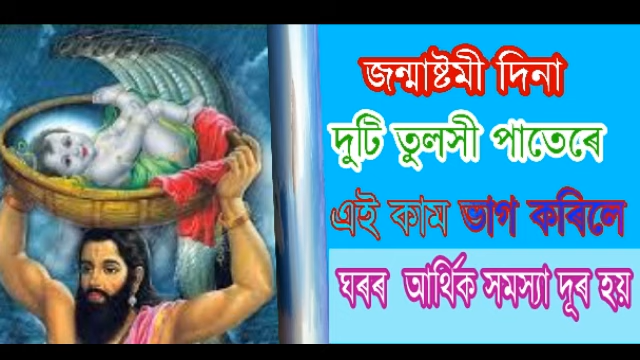 জন্মাষ্টমী দিনা
দুটি তুলসী পাতেৰে
এই কাম ভাগ কৰিলে
ঘৰৰ আৰ্থিক সমস্যা দূৰ হয়